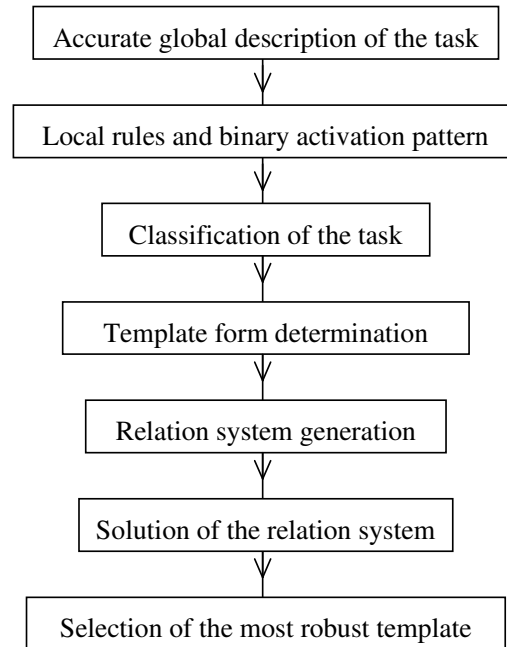 Accurate global description of the task
Local rules and binary activation pattern
Classification of the task
Template form determination
Relation system generation
Solution of the relation system
Selection of the most robust template